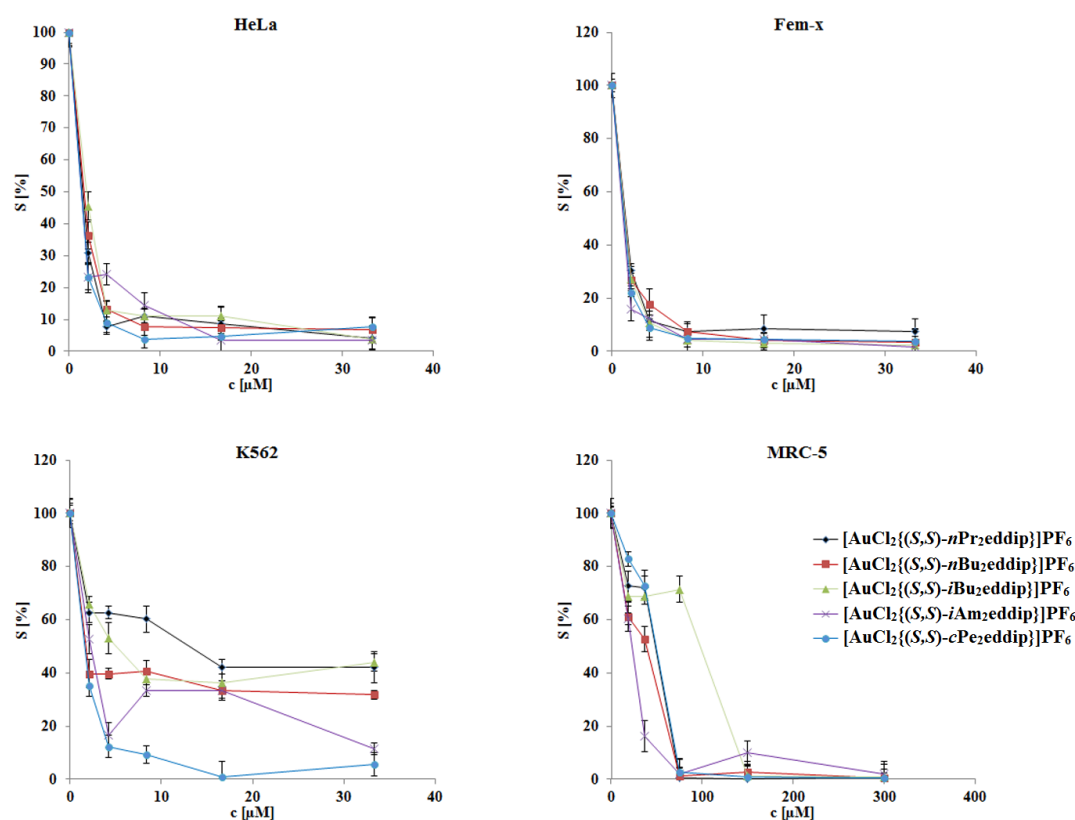 HeLa
100
90
80
70
60
50
40
30
20
10
0
S [%]
0 10 20 30 40
c [µM]
Fem-x
120
100
80
60
40
20
0
S [%]
0 10 20 30 40
c [µM]
K562
120
100
80
60
40
20
0
S [%]
0 10 20 30 40
c [µM]
MRC-5
120
100
80
60
40
20
0
S [%]
0 100 200 300 400
c [µM]
[AuCl₂{(S,S)-nPr₂eddip}]PF₆
[AuCl₂{(S,S)-nBu₂eddip}]PF₆
[AuCl₂{(S,S)-iBu₂eddip}]PF₆
[AuCl₂{(S,S)-iAm₂eddip}]PF₆
[AuCl₂{(S,S)-cPe₂eddip}]PF₆